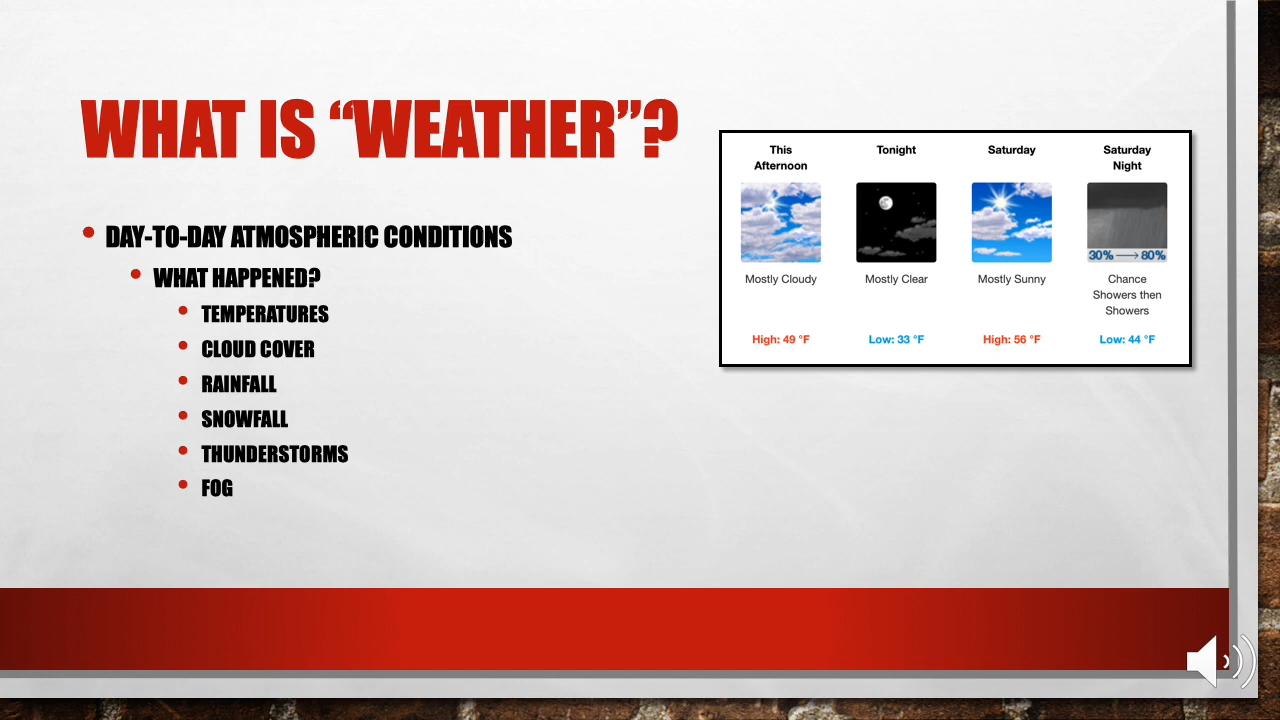 WHAT IS “WEATHER”?
DAY-TO-DAY ATMOSPHERIC CONDITIONS
WHAT HAPPENED?
TEMPERATURES
CLOUD COVER
RAINFALL
SNOWFALL
THUNDERSTORMS
FOG
This
Afternoon
Mostly Cloudy
High: 49 °F
Tonight
Mostly Clear
Low: 33 °F
Saturday
Mostly Sunny
High: 56 °F
Saturday
Night
30% → 80%
Chance
Showers then
Showers
Low: 44 °F